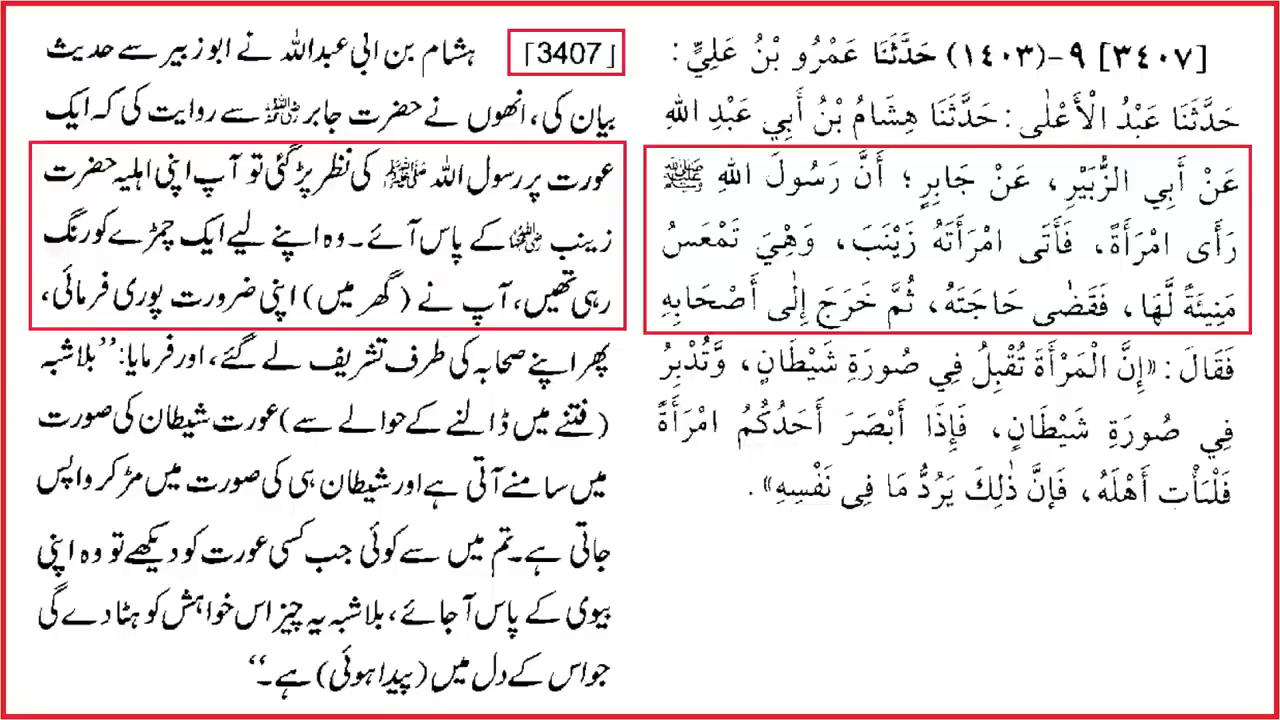 [٣٤٠٧] ٩-(١٤٠٣) حَدَّثَنَا عَمْرُو بْنُ عَلِيٍّ :
حَدَّثَنَا عَبْدُ الْأَعْلٰى : حَدَّثَنَا هِشَامُ بْنُ أَبِي عَبْدِ اللهِ
عَنْ أَبِي الزُّبَيْرِ، عَنْ جَابِرٍ ؛ أَنَّ رَسُولَ اللهِ ﷺ
رَأَى امْرَأَةً، فَأَتَى امْرَأَتَهُ زَيْنَبَ، وَهْيَ تَمْعَسُ
مَنِيئَةً لَّهَا، فَقَضٰى حَاجَتَهُ، ثُمَّ خَرَجَ إِلٰى أَصْحَابِهِ
فَقَالَ : «إِنَّ الْمَرْأَةَ تُقْبِلُ فِي صُورَةِ شَيْطَانٍ، وَّتُدْبِرُ
فِي صُورَةِ شَيْطَانٍ، فَإِذَا أَبْصَرَ أَحَدُكُمُ امْرَأَةً
فَلْيَأْتِ أَهْلَهُ، فَإِنَّ ذٰلِكَ يَرُدُّ مَا فِي نَفْسِهِ».
[3407] ہشام بن ابی عبداللہ نے ابوزبیر سے حدیث
بیان کی، انھوں نے حضرت جابر رضی اللہ عنہ سے روایت کی کہ ایک
عورت پر رسول اللہ ﷺ کی نظر پڑ گئی تو آپ اپنی اہلیہ حضرت
زینب رضی اللہ عنہا کے پاس آئے۔ وہ اپنے لیے ایک چمڑے کو رنگ
رہی تھیں، آپ نے (گھر میں) اپنی ضرورت پوری فرمائی،
پھر اپنے صحابہ کی طرف تشریف لے گئے، اور فرمایا: ’’بلاشبہ
(فتنے میں ڈالنے کے حوالے سے) عورت شیطان کی صورت
میں سامنے آتی ہے اور شیطان ہی کی صورت میں مڑ کر واپس
جاتی ہے۔ تم میں سے کوئی جب کسی عورت کو دیکھے تو وہ اپنی
بیوی کے پاس آ جائے، بلاشبہ یہ چیز اس خواہش کو ہٹا دے گی
جو اس کے دل میں (پیدا ہوئی) ہے۔‘‘